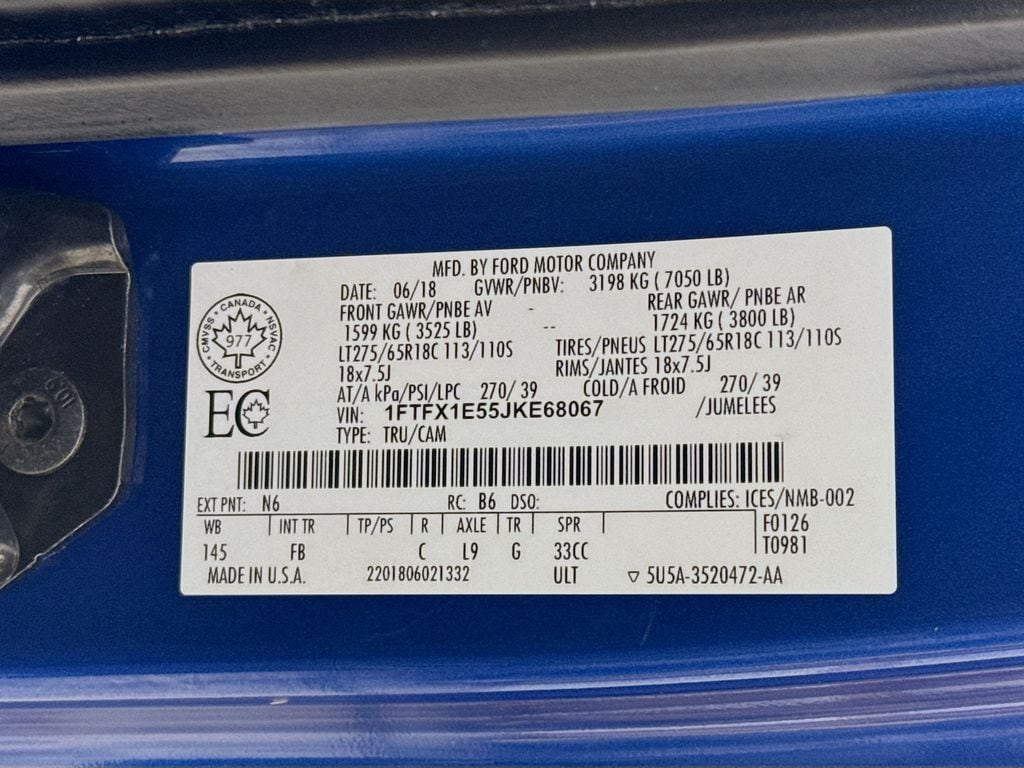 MFD. BY FORD MOTOR COMPANY
DATE: 06/18 GVWR/PNBV: 3198 KG ( 7050 LB)
FRONT GAWR/PNBE AV - REAR GAWR/ PNBE AR
1599 KG ( 3525 LB) -- 1724 KG ( 3800 LB)
LT275/65R18C 113/110S TIRES/PNEUS LT275/65R18C 113/110S
18x7.5J RIMS/JANTES 18x7.5J
AT/A kPa/PSI/LPC 270/ 39 COLD/A FROID 270/ 39
VIN: 1FTFX1E55JKE68067 /JUMELEES
TYPE: TRU/CAM
CANADA
CMVSS
NSVAC
977
TRANSPORT
EC
EXT PNT: N6 RC: B6 DSO: COMPLIES: ICES/NMB-002
WB INT TR TP/PS R AXLE TR SPR F0126
145 FB C L9 G 33CC T0981
MADE IN U.S.A. 2201806021332 ULT ▽ 5U5A-3520472-AA